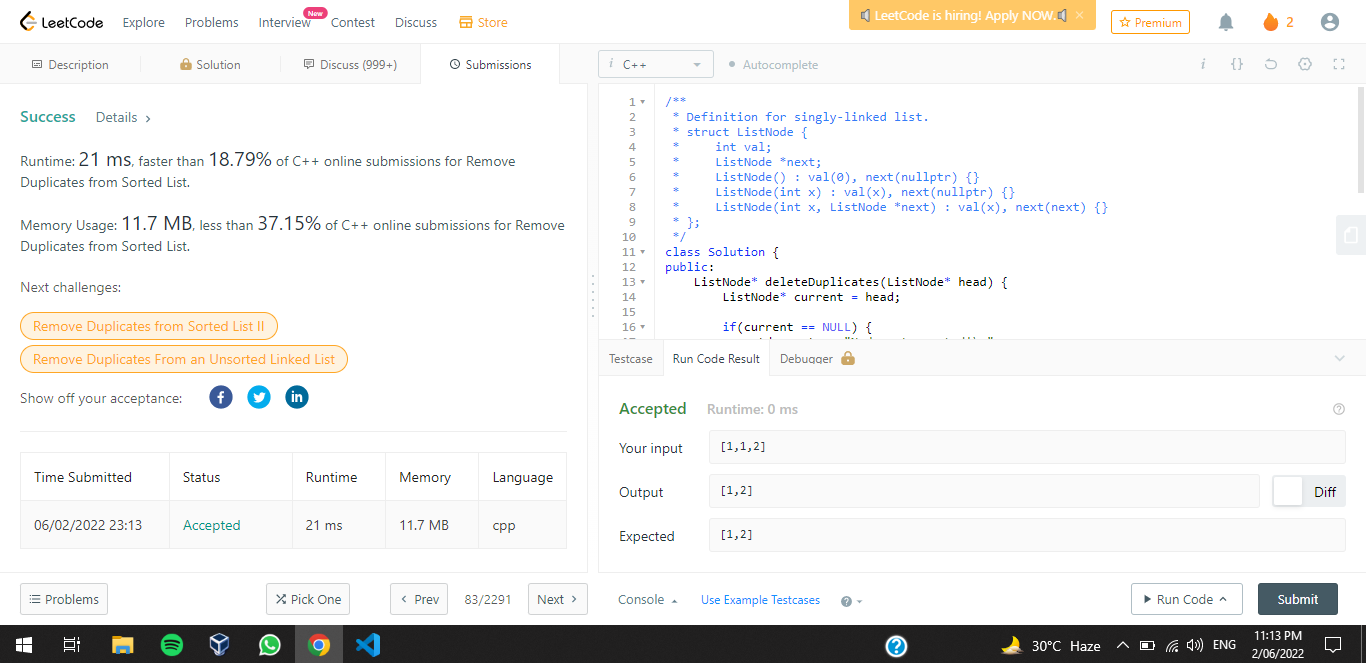 LeetCode Explore Problems Interview New Contest Discuss Store LeetCode is hiring! Apply NOW. × Premium 2
Description Solution Discuss (999+) Submissions
Success Details >
Runtime: 21 ms, faster than 18.79% of C++ online submissions for Remove
Duplicates from Sorted List.
Memory Usage: 11.7 MB, less than 37.15% of C++ online submissions for Remove
Duplicates from Sorted List.
Next challenges:
Remove Duplicates from Sorted List II
Remove Duplicates From an Unsorted Linked List
Show off your acceptance:
Time Submitted Status Runtime Memory Language
06/02/2022 23:13 Accepted 21 ms 11.7 MB cpp
Problems Pick One < Prev 83/2291 Next >
i C++ Autocomplete i {}
1 /**
2 * Definition for singly-linked list.
3 * struct ListNode {
4 *     int val;
5 *     ListNode *next;
6 *     ListNode() : val(0), next(nullptr) {}
7 *     ListNode(int x) : val(x), next(nullptr) {}
8 *     ListNode(int x, ListNode *next) : val(x), next(next) {}
9 * };
10 */
11 class Solution {
12 public:
13     ListNode* deleteDuplicates(ListNode* head) {
14         ListNode* current = head;
15
16         if(current == NULL) {
Testcase Run Code Result Debugger
Accepted Runtime: 0 ms
Your input [1,1,2]
Output [1,2] Diff
Expected [1,2]
Console Use Example Testcases Run Code Submit
30°C Haze ENG 11:13 PM
2/06/2022